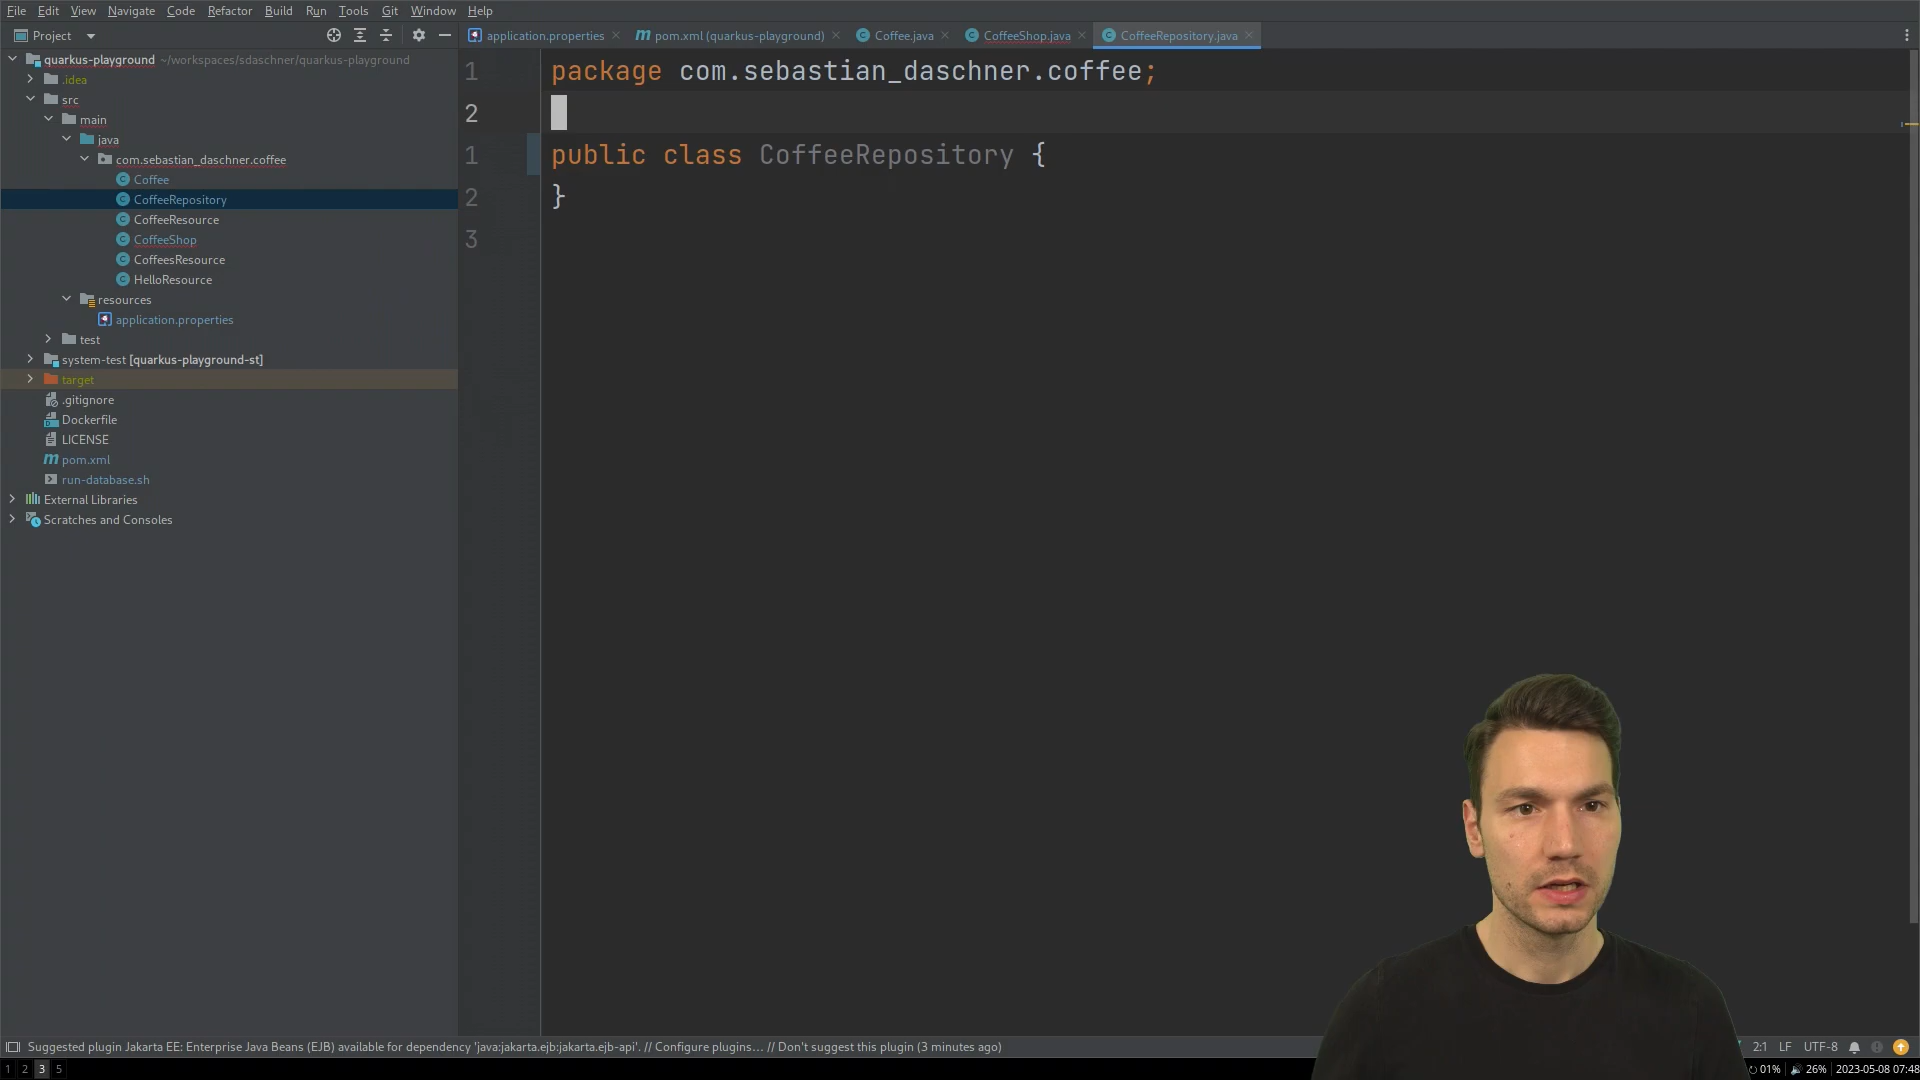 File Edit View Navigate Code Refactor Build Run Tools Git Window Help
Project
application.properties
pom.xml (quarkus-playground)
Coffee.java
CoffeeShop.java
CoffeeRepository.java
quarkus-playground ~/workspaces/sdaschner/quarkus-playground
.idea
src
main
java
com.sebastian_daschner.coffee
Coffee
CoffeeRepository
CoffeeResource
CoffeeShop
CoffeesResource
HelloResource
resources
application.properties
test
system-test [quarkus-playground-st]
target
.gitignore
Dockerfile
LICENSE
pom.xml
run-database.sh
External Libraries
Scratches and Consoles
1 package com.sebastian_daschner.coffee;
2
1 public class CoffeeRepository {
2 }
3
Suggested plugin Jakarta EE: Enterprise Java Beans (EJB) available for dependency 'java:jakarta.ejb:jakarta.ejb-api'. // Configure plugins... // Don't suggest this plugin (3 minutes ago)
2:1 LF UTF-8
1 2 3 5
01% 26% 2023-05-08 07:48